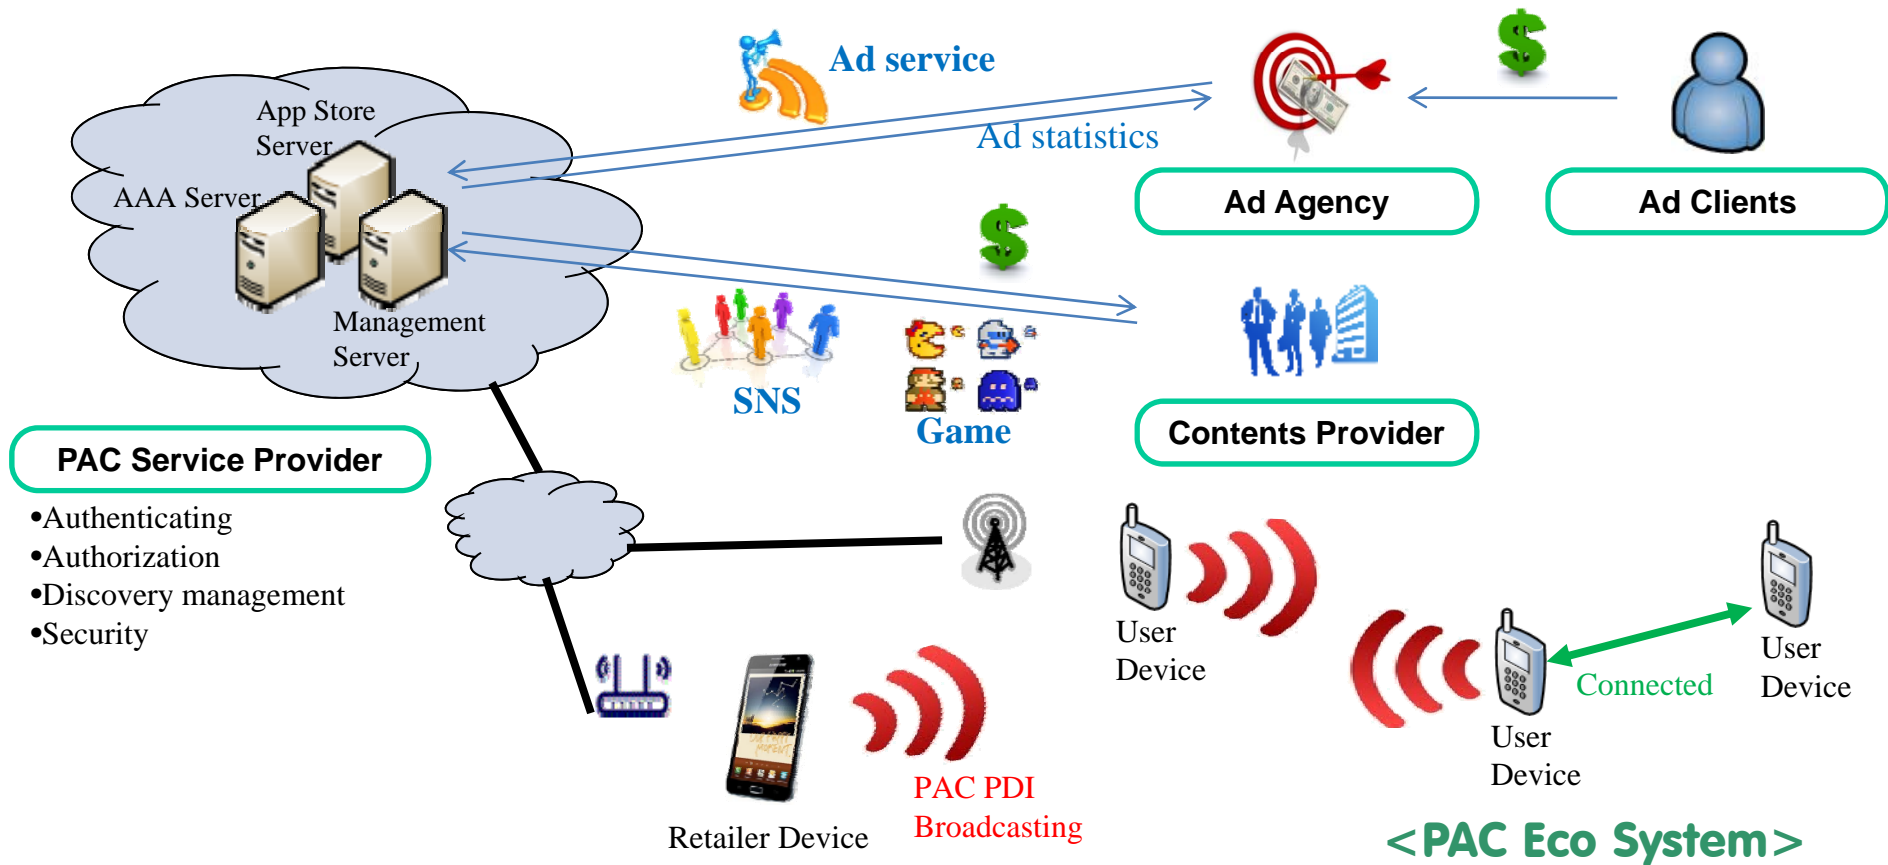 Ad service
App Store
Server
Ad statistics
AAA Server
Ad Agency
Ad Clients
Management
Server
SNS
Game
Contents Provider
PAC Service Provider
•Authenticating
•Authorization
•Discovery management
•Security
User
Device
User
Device
Connected
User
Device
PAC PDI
Broadcasting
Retailer Device
<PAC Eco System>